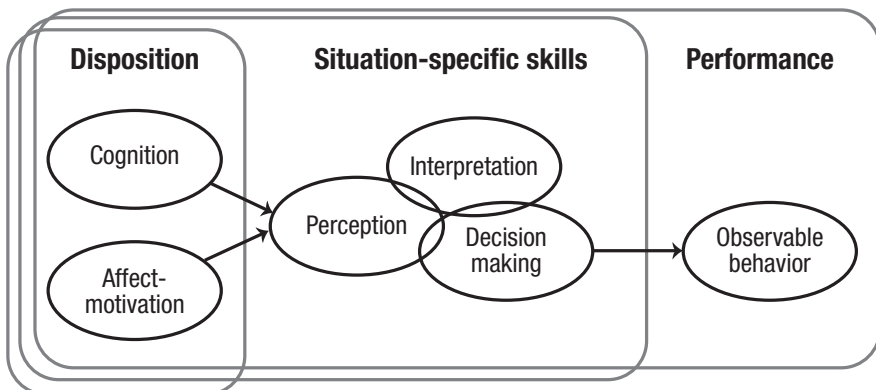 Disposition
Situation-specific skills
Performance
Cognition
Interpretation
Perception
Decision
making
Observable
behavior
Affect-
motivation